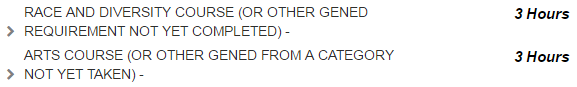 RACE AND DIVERSITY COURSE (OR OTHER GENED 3 Hours
REQUIREMENT NOT YET COMPLETED) -
ARTS COURSE (OR OTHER GENED FROM A CATEGORY 3 Hours
NOT YET TAKEN) -